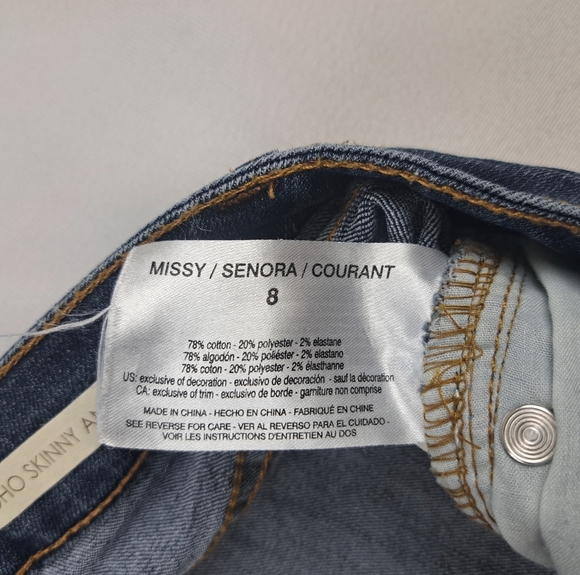 MISSY / SENORA / COURANT
8
78% cotton - 20% polyester - 2% elastane
78% algodón - 20% poliéster - 2% elastano
78% coton - 20% polyester - 2% élasthanne
US: exclusive of decoration - exclusivo de decoración - sauf la décoration
CA: exclusive of trim - exclusivo de borde - garniture non comprise
MADE IN CHINA - HECHO EN CHINA - FABRIQUÉ EN CHINE
SEE REVERSE FOR CARE - VER AL REVERSO PARA EL CUIDADO -
VOIR LES INSTRUCTIONS D'ENTRETIEN AU DOS
SKINNY